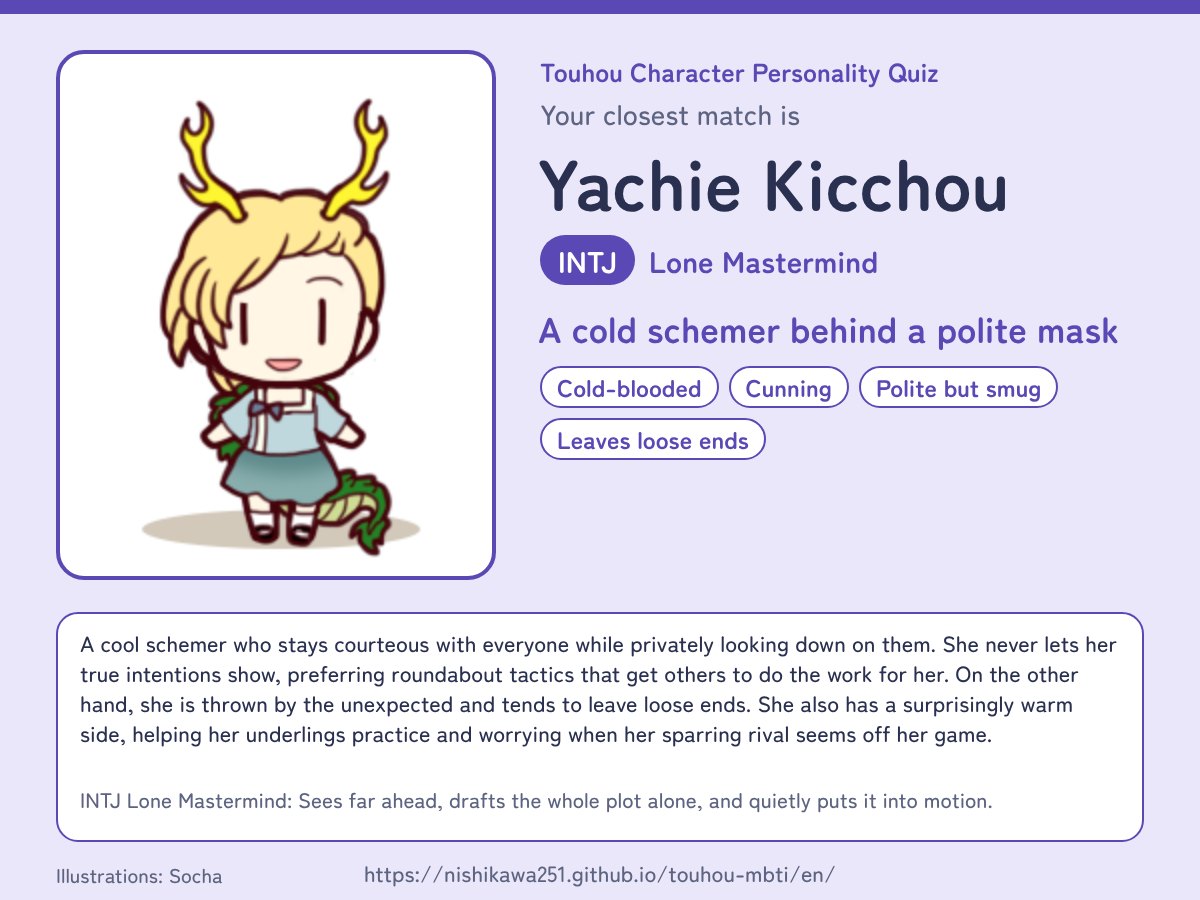 Touhou Character Personality Quiz
Your closest match is
Yachie Kicchou
INTJ Lone Mastermind
A cold schemer behind a polite mask
Cold-blooded Cunning Polite but smug
Leaves loose ends
A cool schemer who stays courteous with everyone while privately looking down on them. She never lets her
true intentions show, preferring roundabout tactics that get others to do the work for her. On the other
hand, she is thrown by the unexpected and tends to leave loose ends. She also has a surprisingly warm
side, helping her underlings practice and worrying when her sparring rival seems off her game.
INTJ Lone Mastermind: Sees far ahead, drafts the whole plot alone, and quietly puts it into motion.
Illustrations: Socha https://nishikawa251.github.io/touhou-mbti/en/